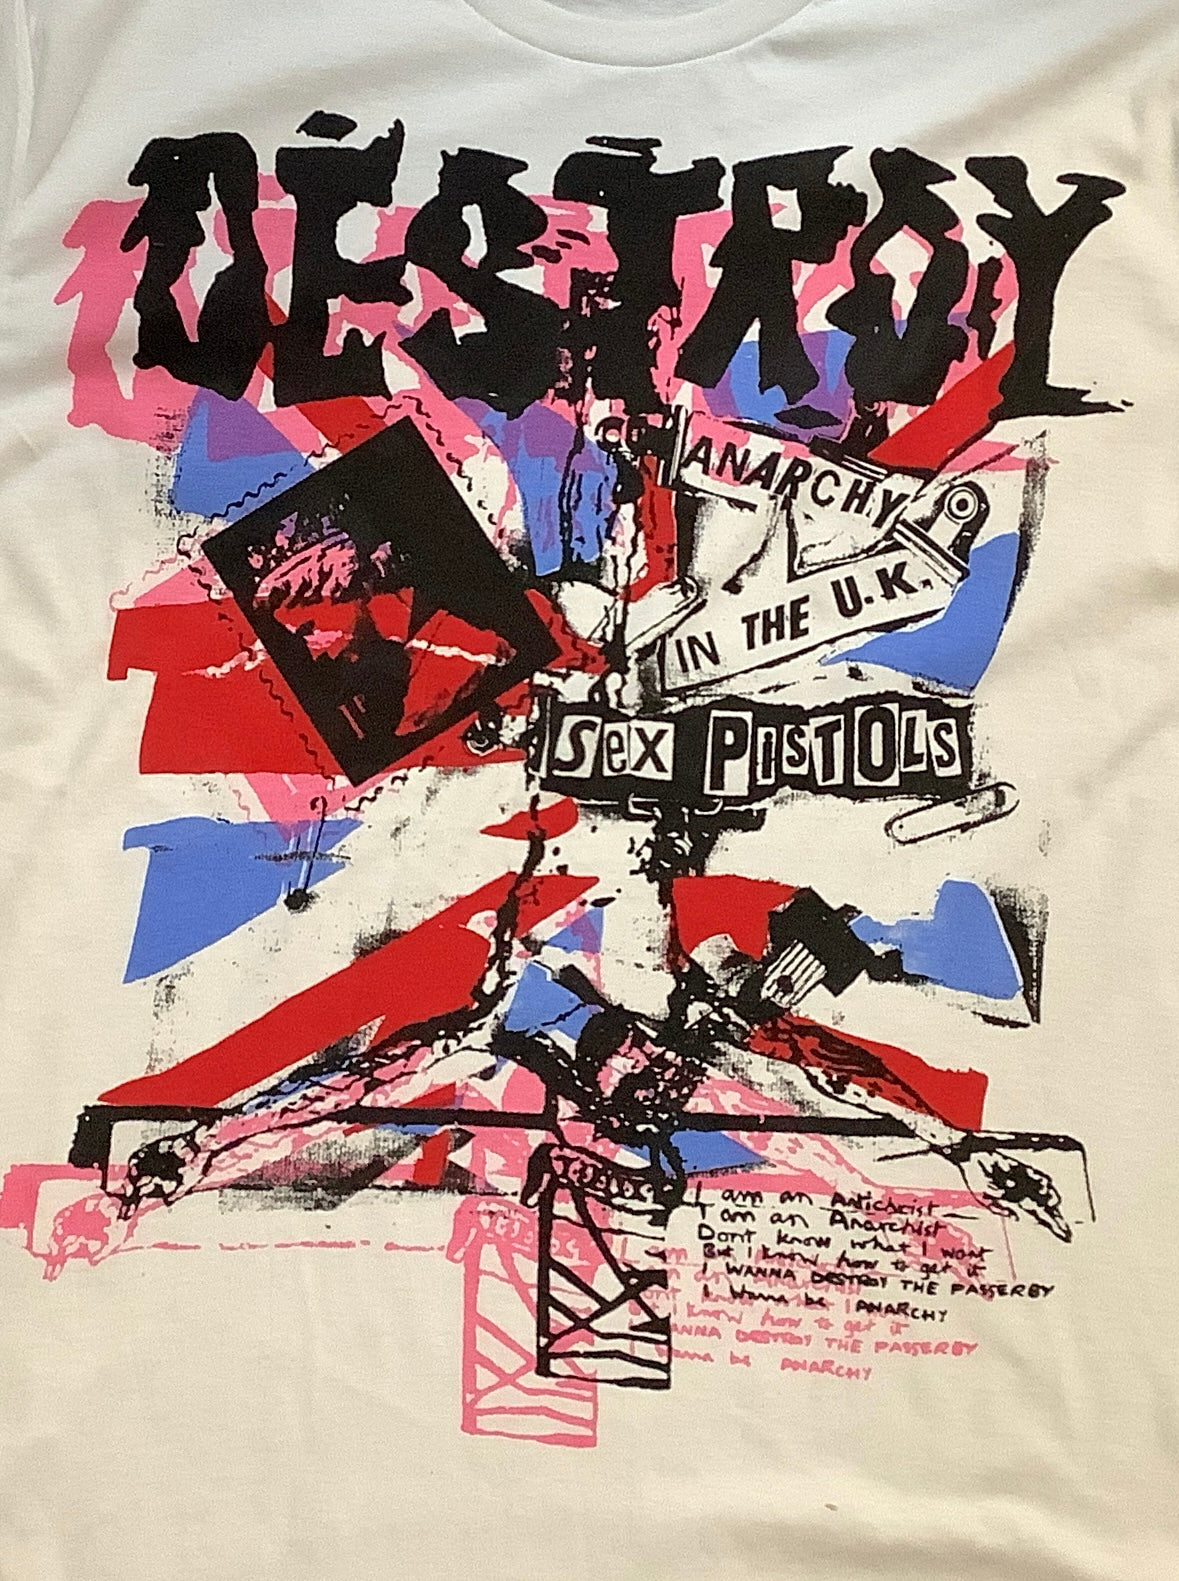 DESTROY
ANARCHY
IN THE U.K.
SeX PiSTOLS
I am an Antichrist
I am an Anarchist
Dont know what I want
But I know how to get it
I WANNA DESTROY THE PASSERBY
I Wanna be ANARCHY
know how to get it
WANNA DESTROY THE PASSERBY
Wanna be ANARCHY